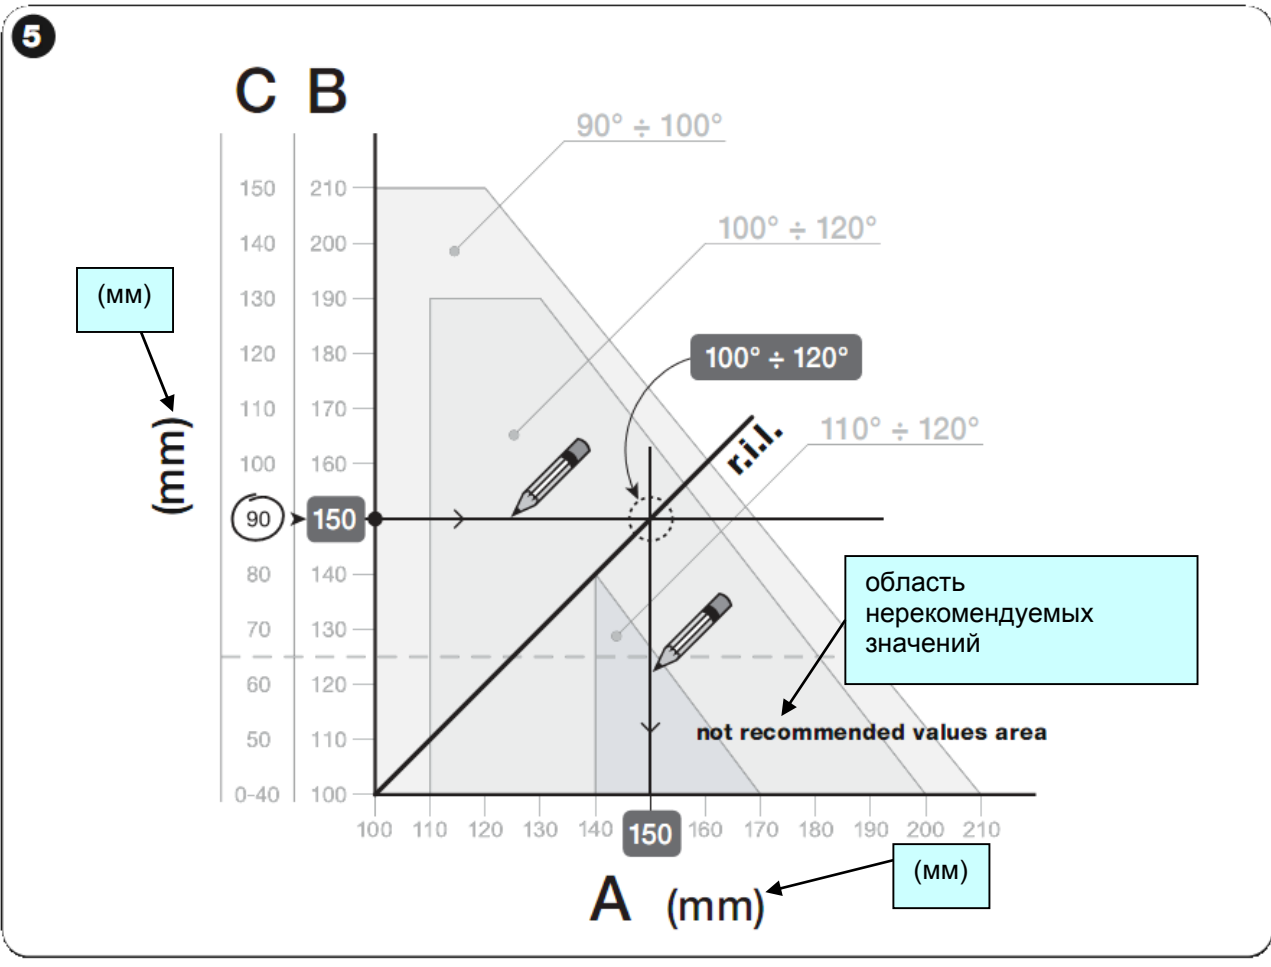 5
C B
90° ÷ 100°
150 210
100° ÷ 120°
140 200
(мм)
130 190
120 180
100° ÷ 120°
110 170
r.i.l.
110° ÷ 120°
(mm)
100 160
90 150
80 140
область
нерекомендуемых
значений
70 130
60 120
50 110
not recommended values area
0-40 100
100 110 120 130 140 150 160 170 180 190 200 210
(мм)
A (mm)